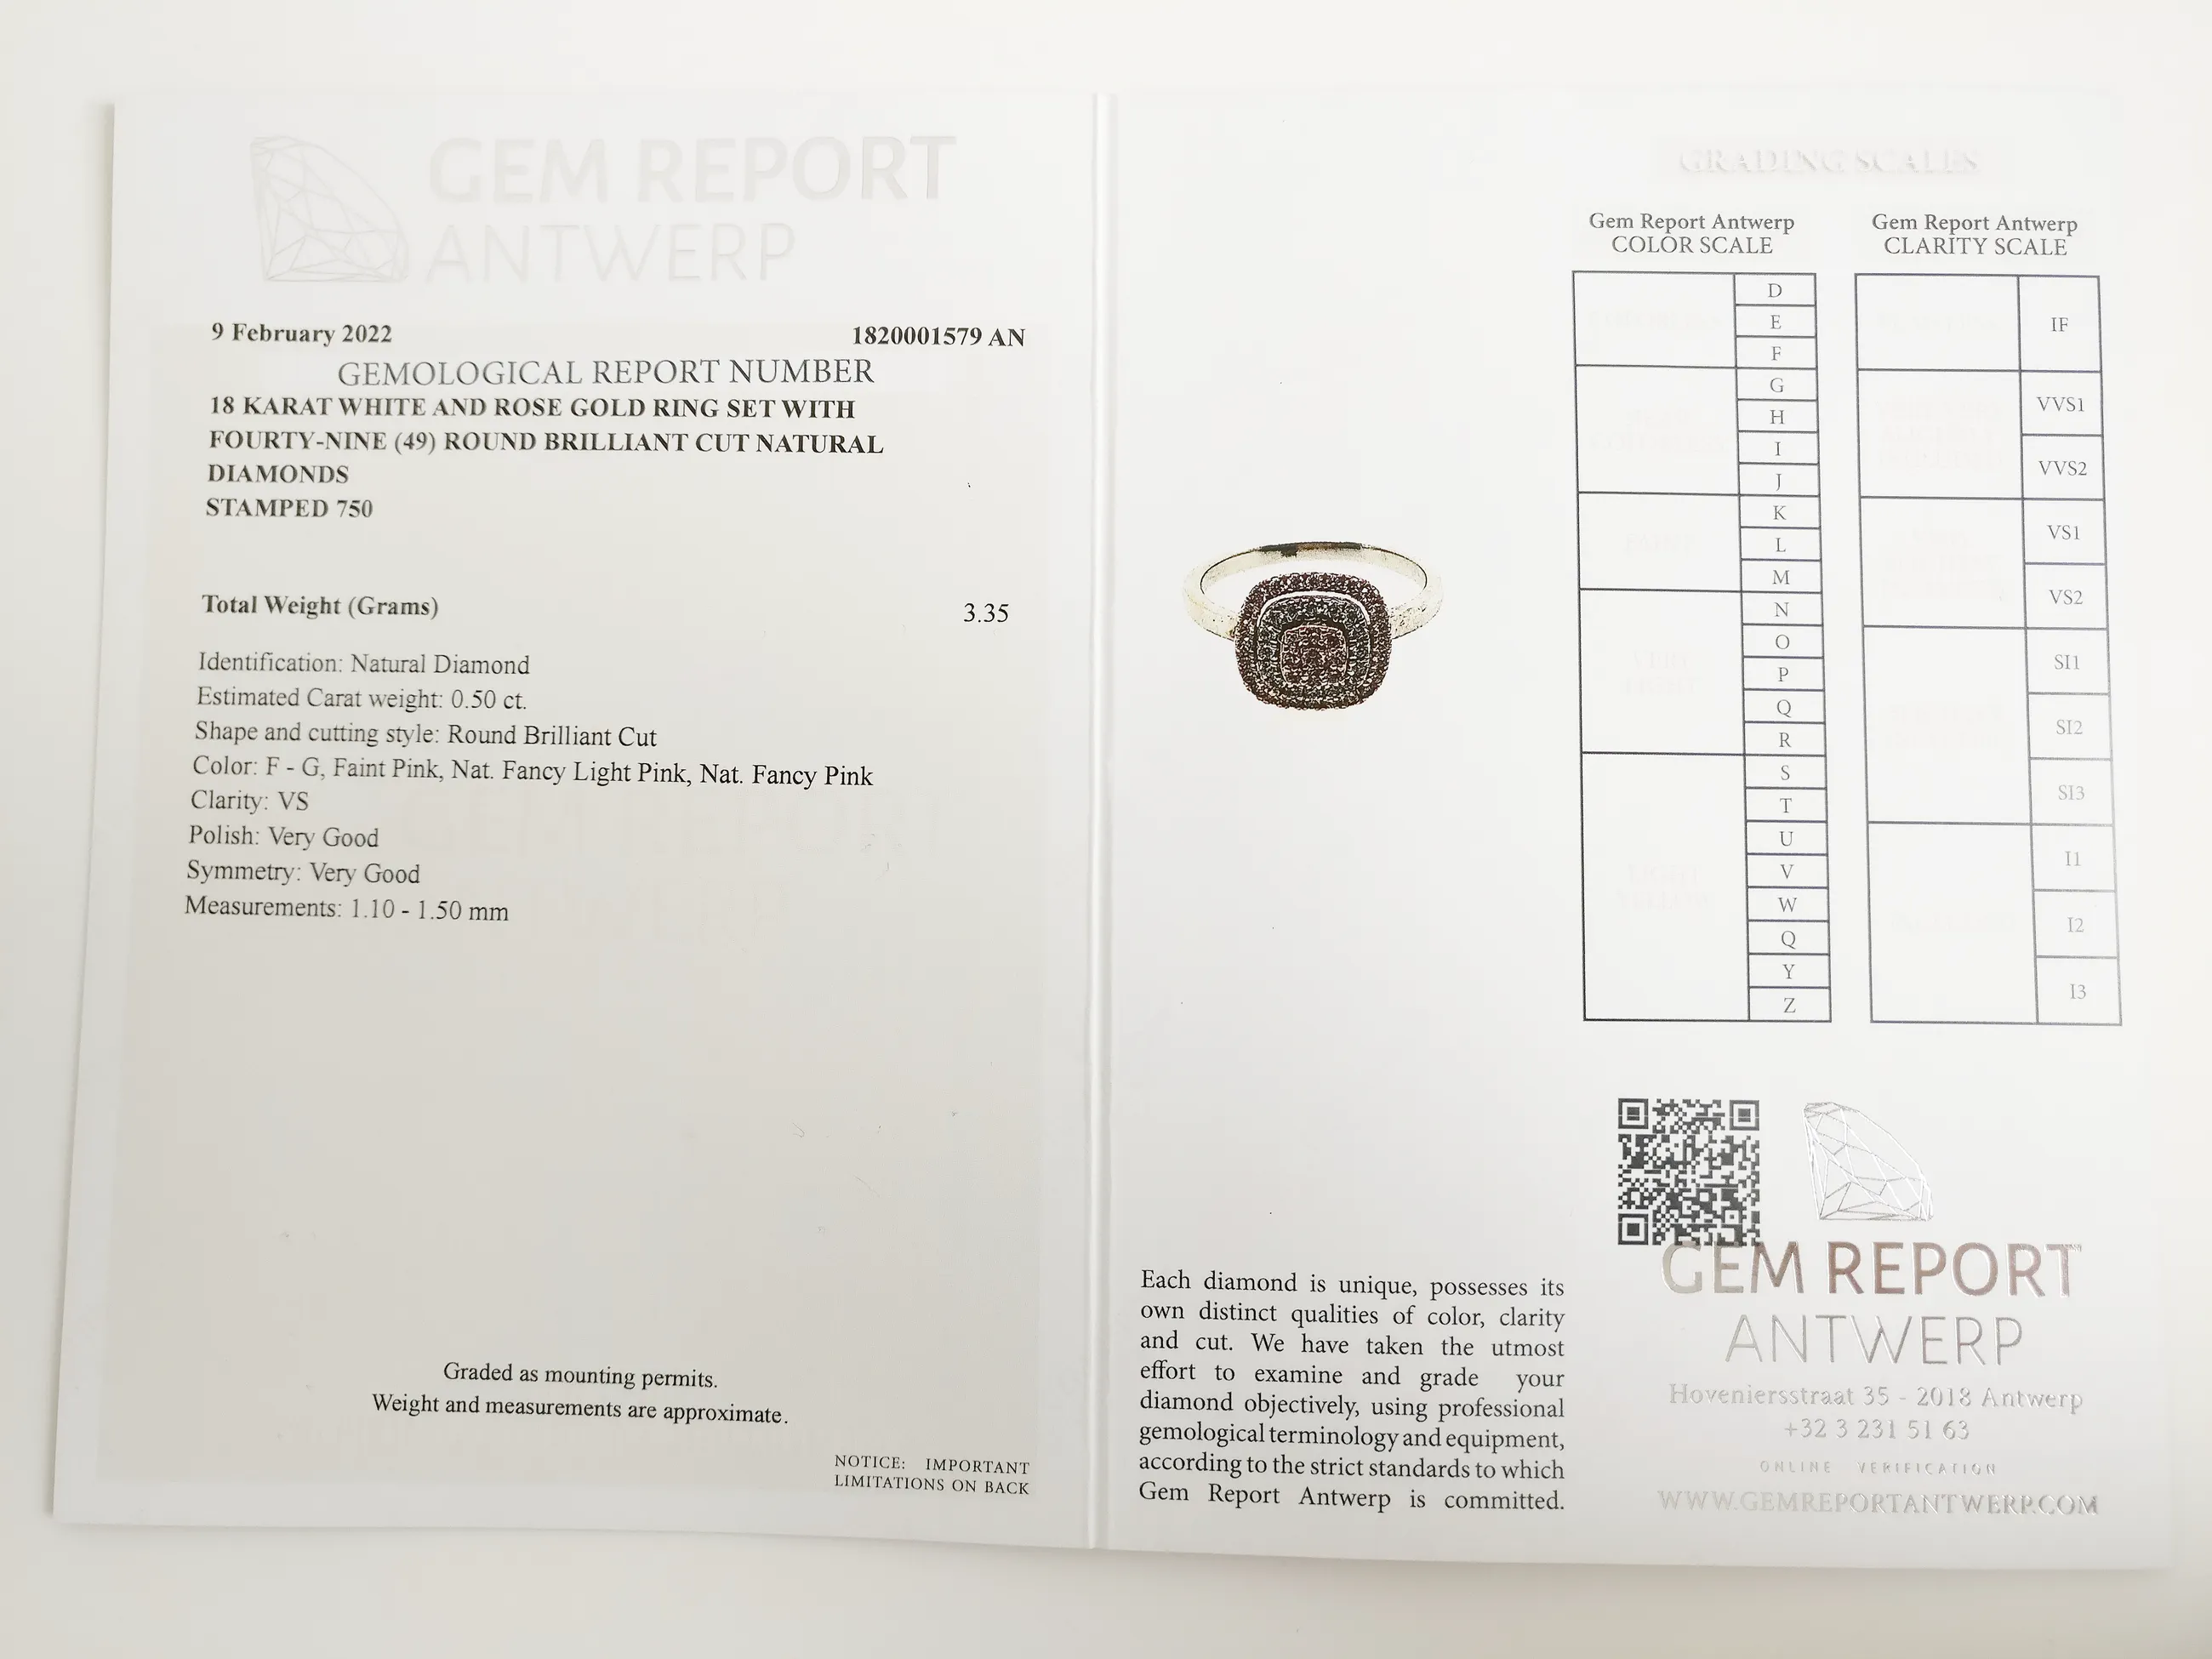 GEM REPORT
ANTWERP
9 February 2022
1820001579 AN
GEMOLOGICAL REPORT NUMBER
18 KARAT WHITE AND ROSE GOLD RING SET WITH
FOURTY-NINE (49) ROUND BRILLIANT CUT NATURAL
DIAMONDS
STAMPED 750
Total Weight (Grams)
3.35
Identification: Natural Diamond
Estimated Carat weight: 0.50 ct.
Shape and cutting style: Round Brilliant Cut
Color: F - G, Faint Pink, Nat. Fancy Light Pink, Nat. Fancy Pink
Clarity: VS
Polish: Very Good
Symmetry: Very Good
Measurements: 1.10 - 1.50 mm
Graded as mounting permits.
Weight and measurements are approximate.
NOTICE: IMPORTANT
LIMITATIONS ON BACK
GRADING SCALES
Gem Report Antwerp
COLOR SCALE
D
E
F
G
H
I
J
K
L
M
N
O
P
Q
R
S
T
U
V
W
Q
Y
Z
Gem Report Antwerp
CLARITY SCALE
IF
VVS1
VVS2
VS1
VS2
SI1
SI2
SI3
I1
I2
I3
Each diamond is unique, possesses its
own distinct qualities of color, clarity
and cut. We have taken the utmost
effort to examine and grade your
diamond objectively, using professional
gemological terminology and equipment,
according to the strict standards to which
Gem Report Antwerp is committed.
GEM REPORT
ANTWERP
Hoveniersstraat 35 - 2018 Antwerp
+32 3 231 51 63
ONLINE VERIFICATION
WWW.GEMREPORTANTWERP.COM